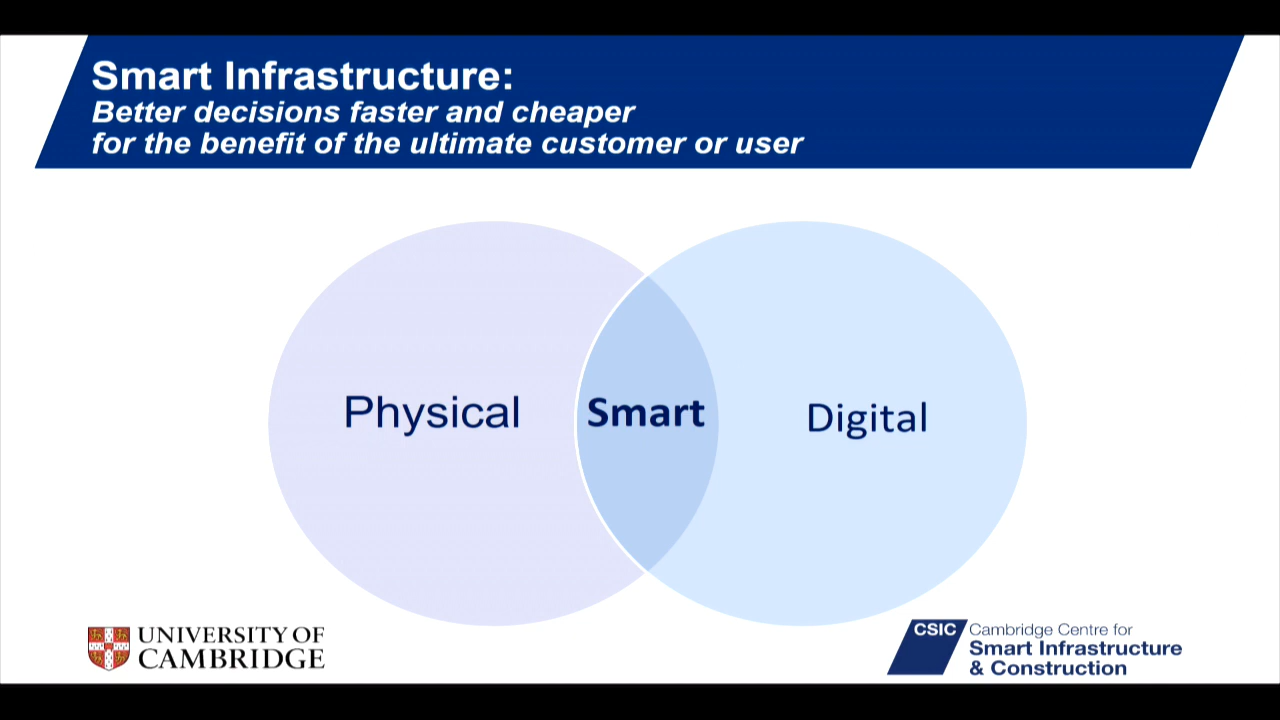 Smart Infrastructure:
Better decisions faster and cheaper
for the benefit of the ultimate customer or user
Physical
Smart
Digital
UNIVERSITY OF
CAMBRIDGE
CSIC
Cambridge Centre for
Smart Infrastructure
& Construction